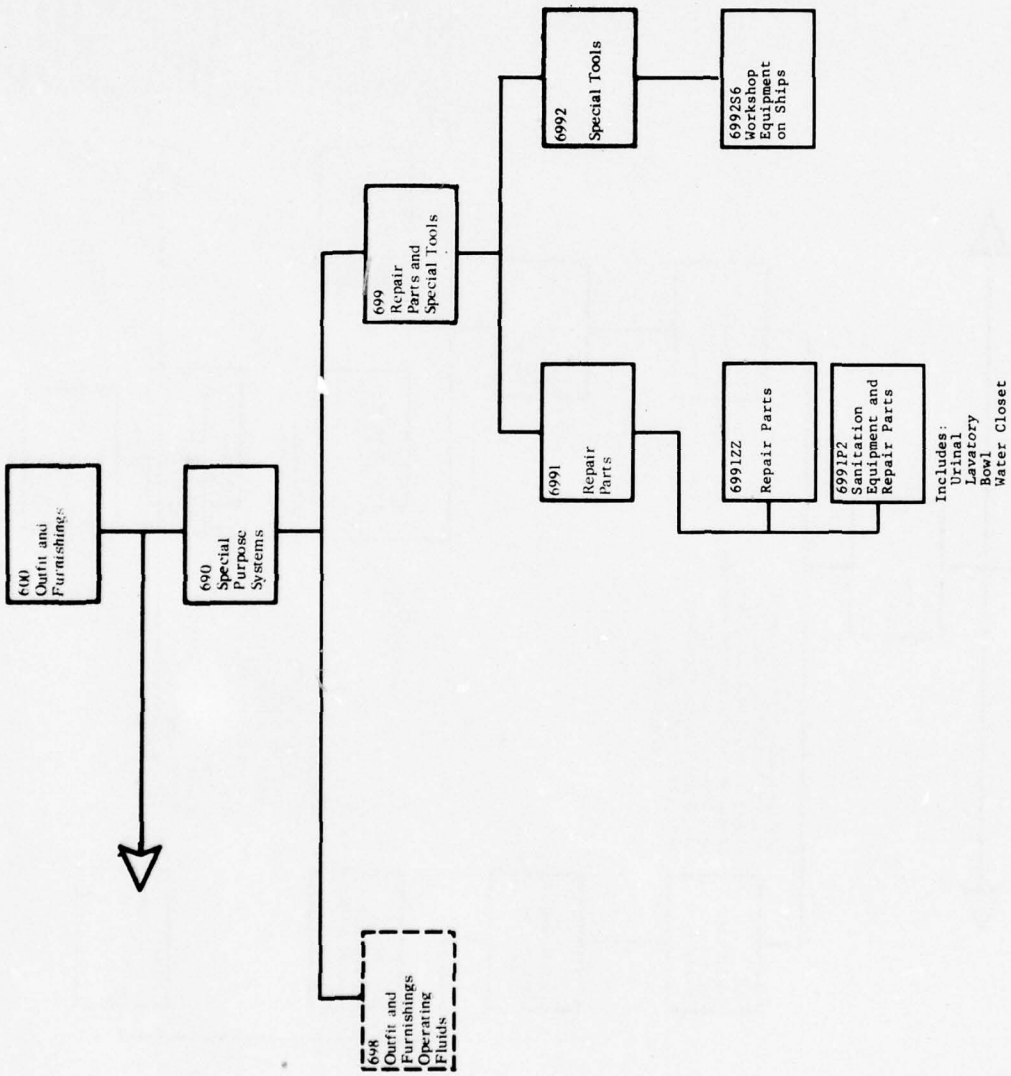 600
Outfit and
Furnishings
690
Special
Purpose
Systems
698
Outfit and
Furnishings
Operating
Fluids
699
Repair
Parts and
Special Tools
6991
Repair
Parts
6991ZZ
Repair Parts
6991P2
Sanitation
Equipment and
Repair Parts
Includes:
Urinal
Lavatory
Bowl
Water Closet
6992
Special Tools
6992S6
Workshop
Equipment
on Ships